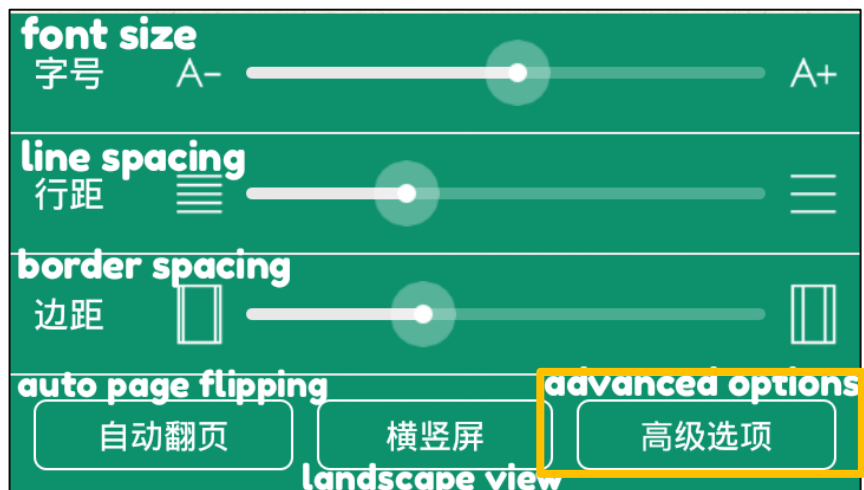 font size
字号 A- A+
line spacing
行距
border spacing
边距
auto page flipping advanced options
自动翻页 横竖屏 高级选项
landscape view